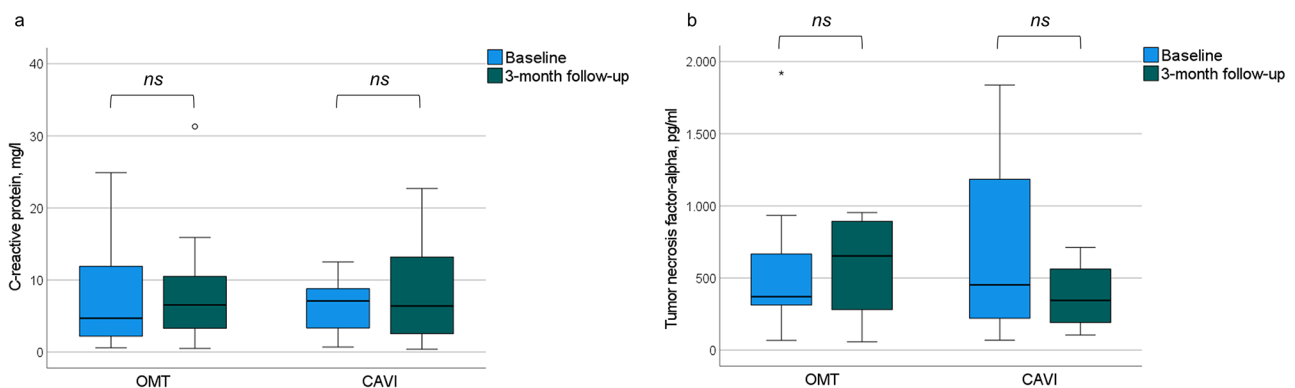 a
ns
ns
Baseline
3-month follow-up
C-reactive protein, mg/l
40
30
20
10
0
OMT
CAVI
b
ns
ns
Baseline
3-month follow-up
Tumor necrosis factor-alpha, pg/ml
2.000
1.500
1.000
500
0
*
OMT
CAVI